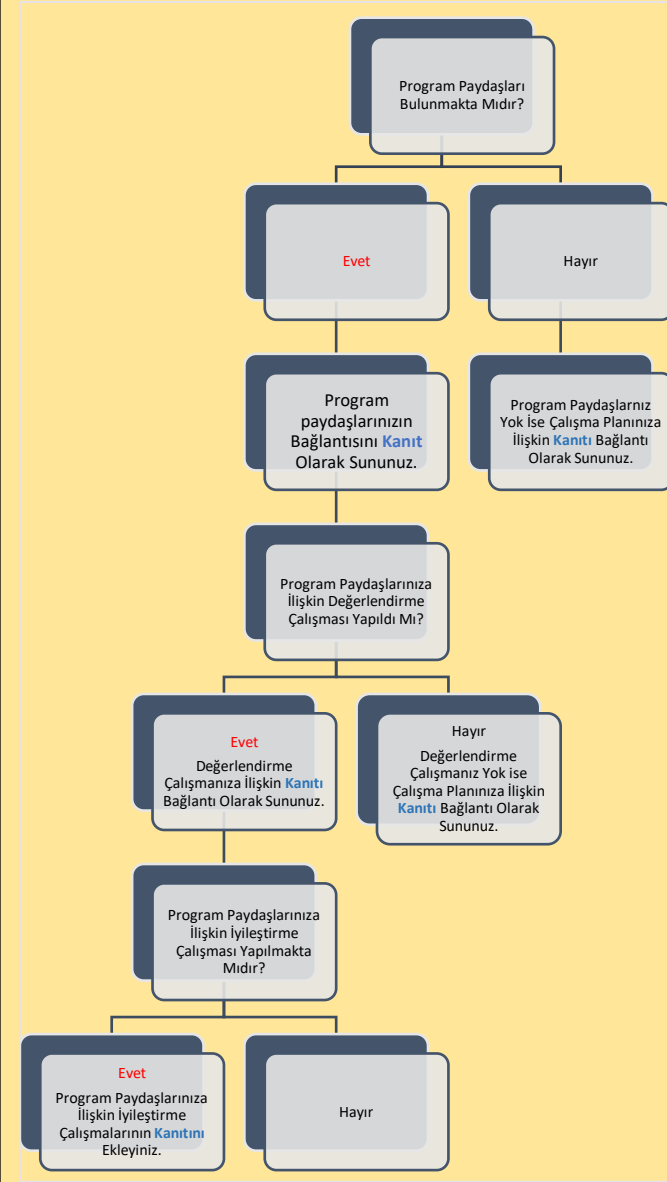 Program Paydaşları
Bulunmakta Mıdır?
Evet
Hayır
Program
paydaşlarınızın
Bağlantısını Kanıt
Olarak Sununuz.
Program Paydaşlarnız
Yok İse Çalışma Planınıza
İlişkin Kanıtı Bağlantı
Olarak Sununuz.
Program Paydaşlarınıza
İlişkin Değerlendirme
Çalışması Yapıldı Mı?
Evet
Değerlendirme
Çalışmanıza İlişkin Kanıtı
Bağlantı Olarak Sununuz.
Hayır
Değerlendirme
Çalışmanız Yok ise
Çalışma Planınıza İlişkin
Kanıtı Bağlantı Olarak
Sununuz.
Program Paydaşlarınıza
İlişkin İyileştirme
Çalışması Yapılmakta
Mıdır?
Evet
Program Paydaşlarınıza
İlişkin İyileştirme
Çalışmalarının Kanıtını
Ekleyiniz.
Hayır